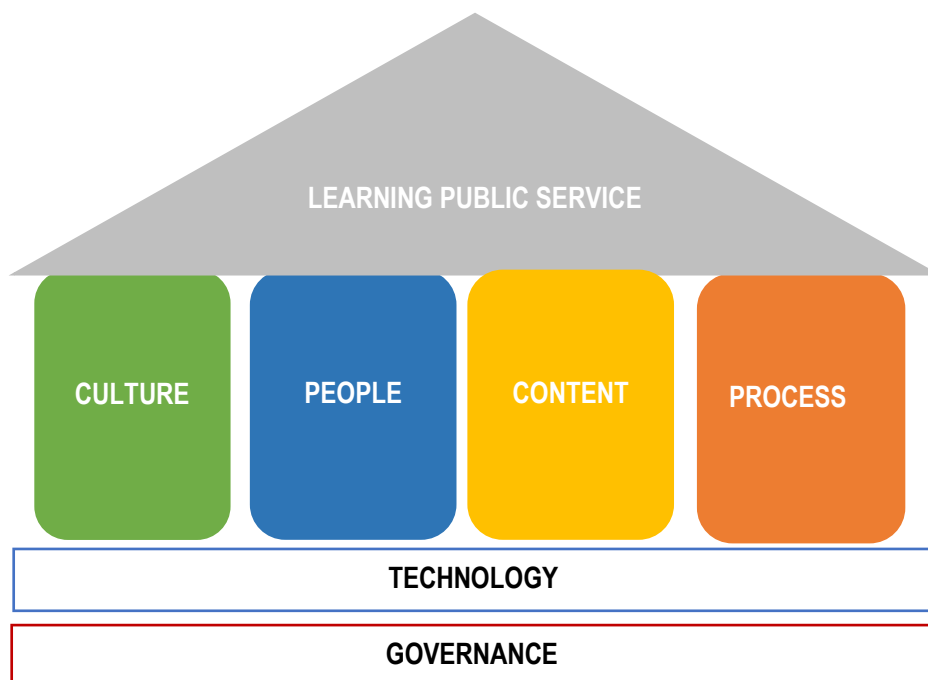 LEARNING PUBLIC SERVICE
CULTURE
PEOPLE
CONTENT
PROCESS
TECHNOLOGY
GOVERNANCE